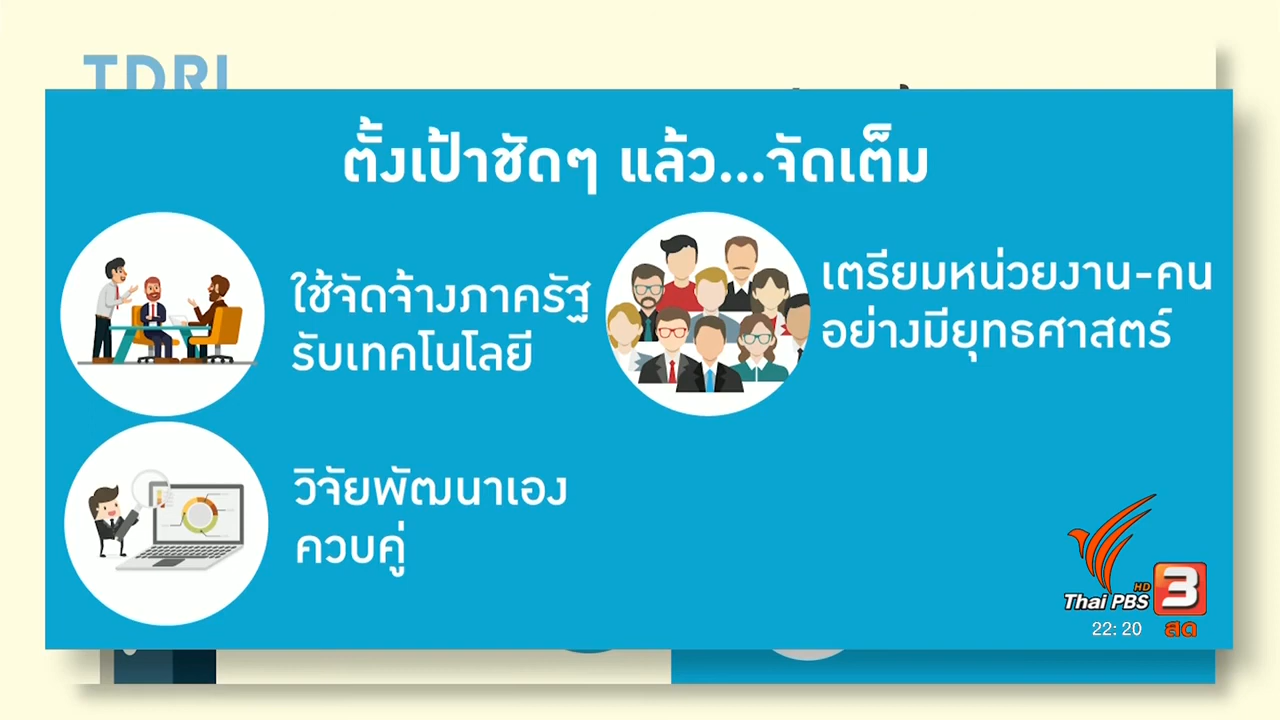 TDRI
ตั้งเป้าชัดๆ แล้ว...จัดเต็ม
ใช้จัดจ้างภาครัฐ
รับเทคโนโลยี
เตรียมหน่วยงาน-คน
อย่างมียุทธศาสตร์
วิจัยพัฒนาเอง
ควบคู่
HD
Thai PBS 3
22: 20 สด